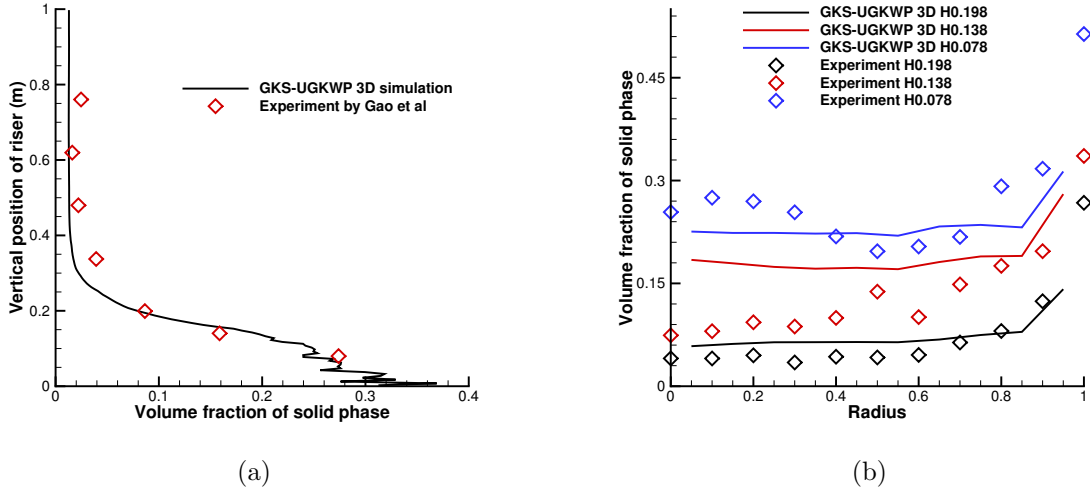 1
0.8
0.6
0.4
0.2
0
Vertical position of riser (m)
GKS-UGKWP 3D simulation
Experiment by Gao et al
0 0.1 0.2 0.3 0.4
Volume fraction of solid phase
(a)
GKS-UGKWP 3D H0.198
GKS-UGKWP 3D H0.138
GKS-UGKWP 3D H0.078
Experiment H0.198
Experiment H0.138
Experiment H0.078
0.45
0.3
0.15
0
Volume fraction of solid phase
0 0.2 0.4 0.6 0.8 1
Radius
(b)